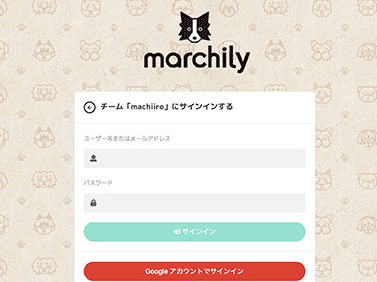 marchily
チーム「machiiro」にサインインする
ユーザー名またはメールアドレス
パスワード
サインイン
Google アカウントでサインイン